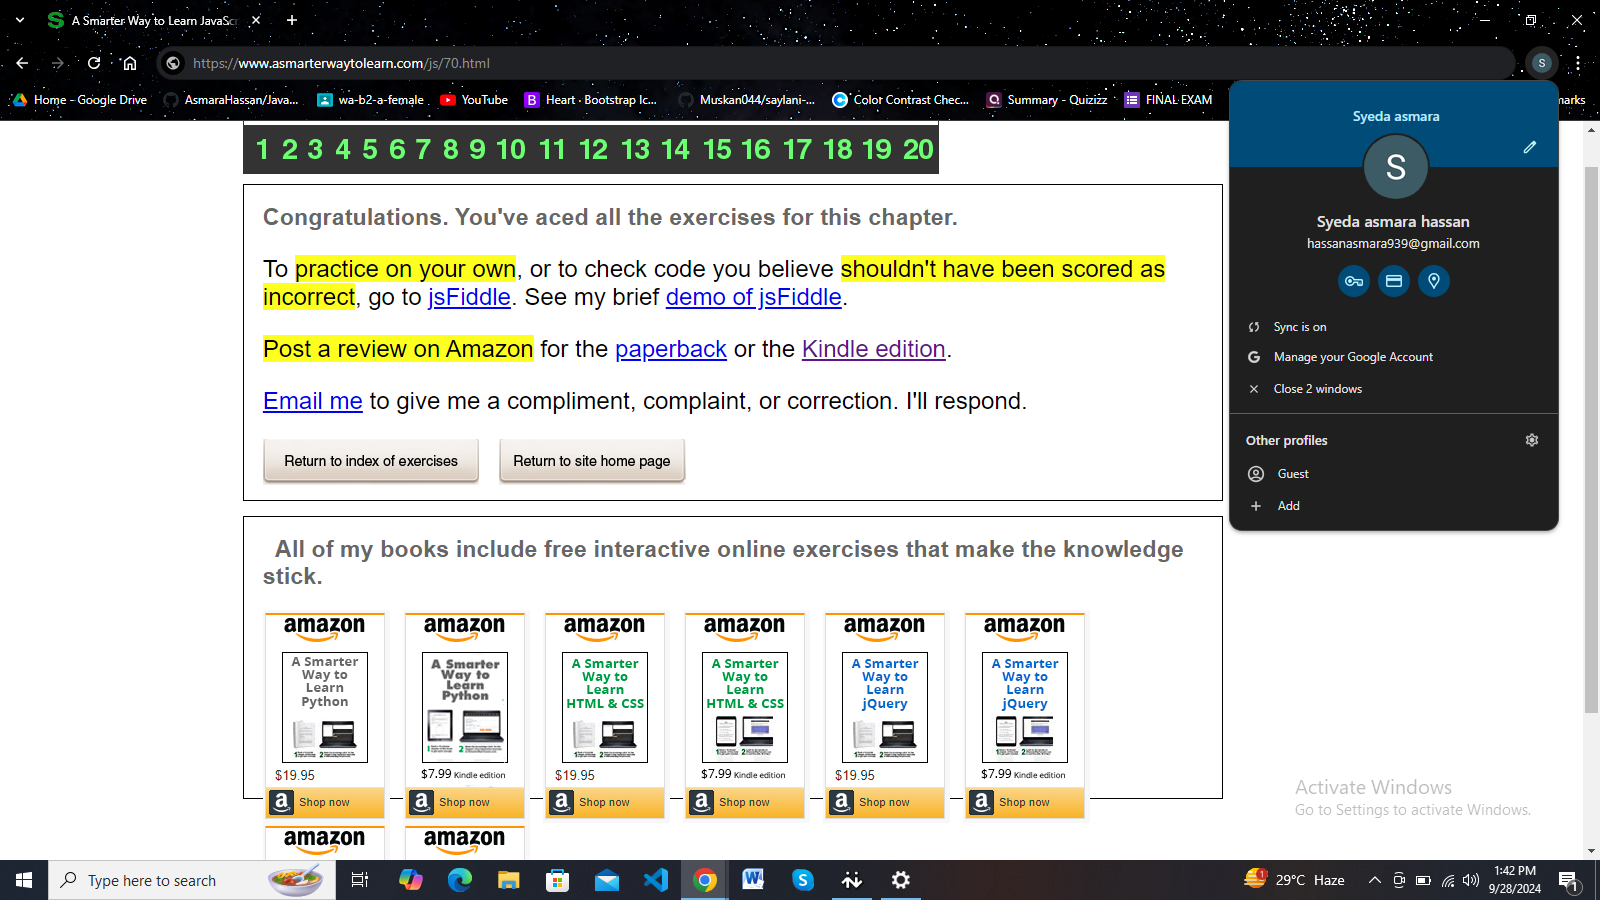 A Smarter Way to Learn JavaScr
https://www.asmarterwaytolearn.com/js/70.html
S
Home - Google Drive
AsmaraHassan/Java...
wa-b2-a-female
YouTube
Heart · Bootstrap Ic...
Muskan044/saylani-...
Color Contrast Chec...
Summary - Quizizz
FINAL EXAM
marks
1 2 3 4 5 6 7 8 9 10 11 12 13 14 15 16 17 18 19 20
Congratulations. You've aced all the exercises for this chapter.
To practice on your own, or to check code you believe shouldn't have been scored as
incorrect, go to jsFiddle. See my brief demo of jsFiddle.
Post a review on Amazon for the paperback or the Kindle edition.
Email me to give me a compliment, complaint, or correction. I'll respond.
Return to index of exercises
Return to site home page
Syeda asmara
S
Syeda asmara hassan
hassanasmara939@gmail.com
Sync is on
Manage your Google Account
Close 2 windows
Other profiles
Guest
Add
All of my books include free interactive online exercises that make the knowledge
stick.
amazon
A Smarter
Way to
Learn
Python
$19.95
Shop now
amazon
A Smarter
Way to
Learn
Python
$7.99 Kindle edition
Shop now
amazon
A Smarter
Way to
Learn
HTML & CSS
$19.95
Shop now
amazon
A Smarter
Way to
Learn
HTML & CSS
$7.99 Kindle edition
Shop now
amazon
A Smarter
Way to
Learn
jQuery
$19.95
Shop now
amazon
A Smarter
Way to
Learn
jQuery
$7.99 Kindle edition
Shop now
amazon
amazon
Activate Windows
Go to Settings to activate Windows.
Type here to search
1
29°C Haze
1:42 PM
9/28/2024
1